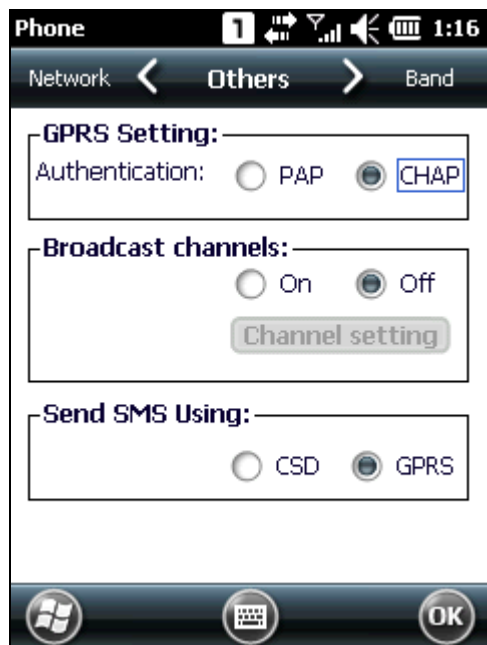 Phone 1 1:16
Network Others Band
GPRS Setting:
Authentication: PAP CHAP
Broadcast channels:
On Off
Channel setting
Send SMS Using:
CSD GPRS
OK